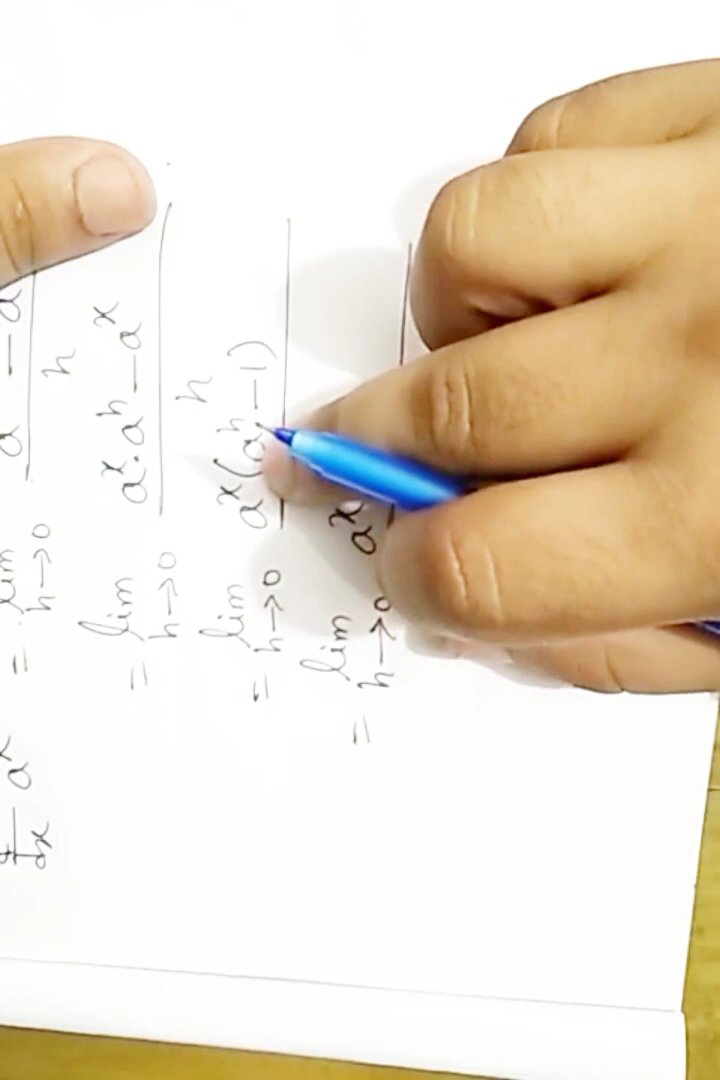 d/dx a^x
= lim h→0 a - a / h
= lim h→0 a^x · a^h - a^x / h
= lim h→0 a^x (a^h - 1) / h
= lim h→0 a^x